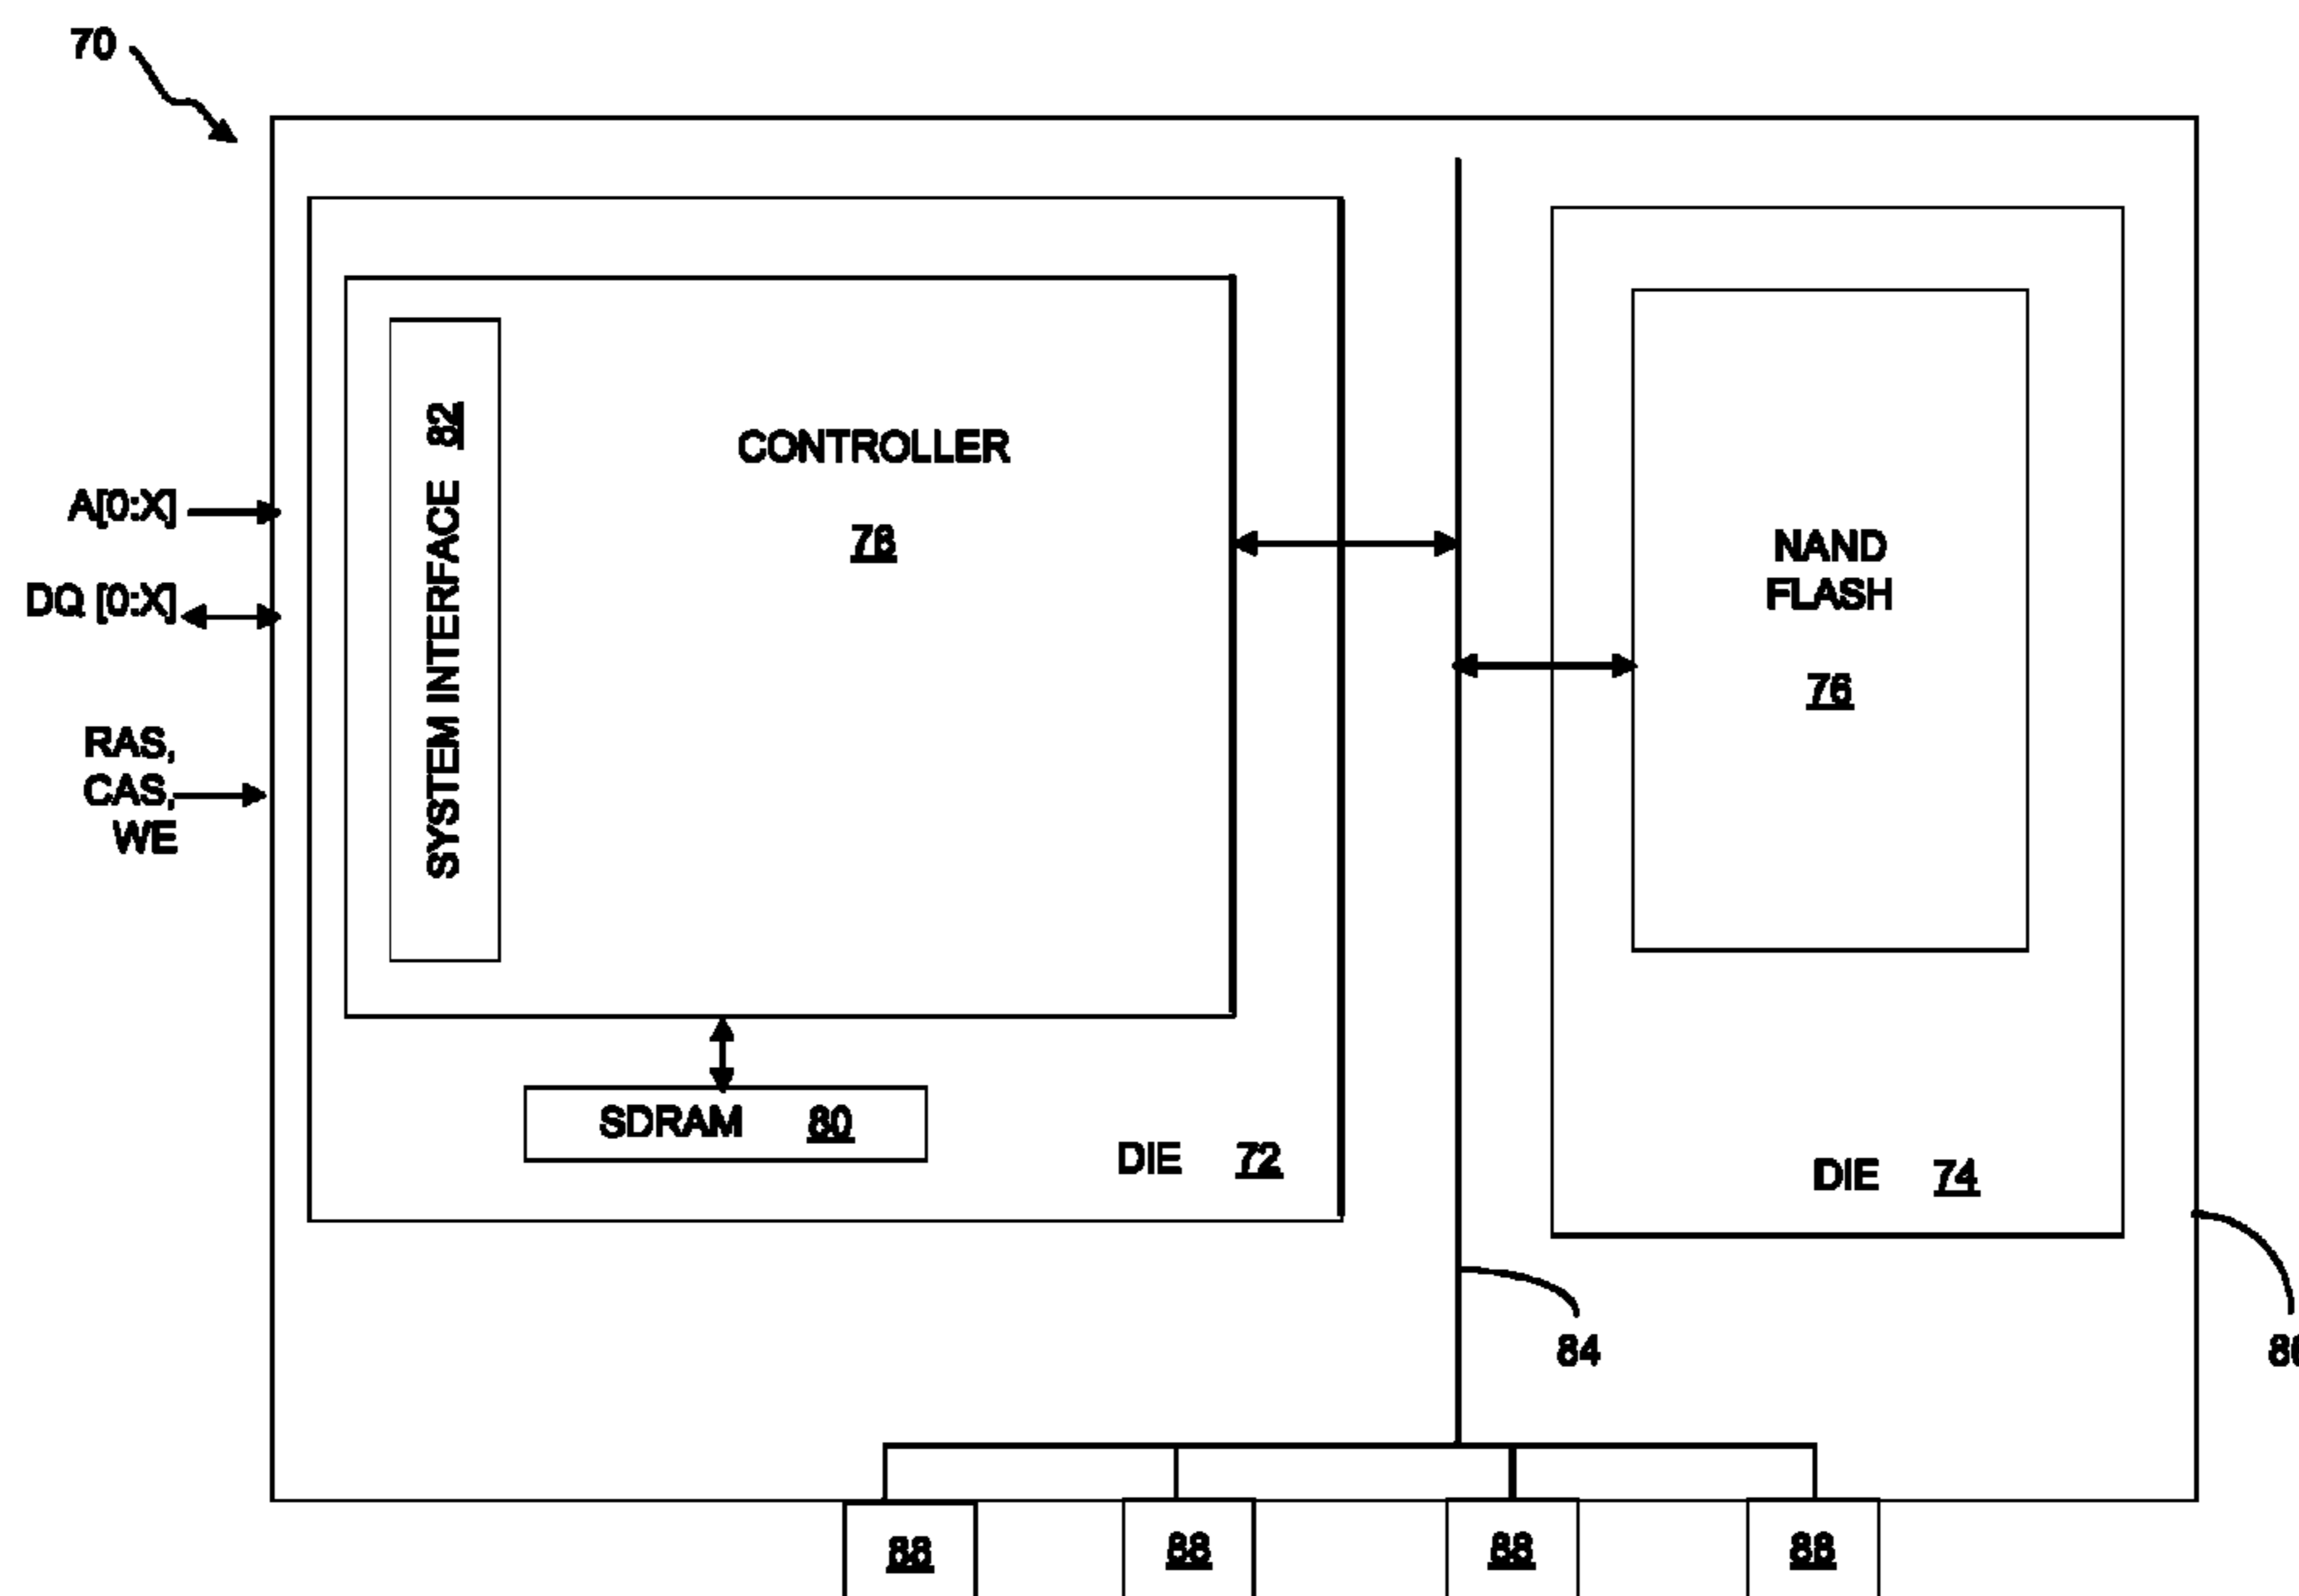 70
A[0:X]
DQ [0:X]
RAS,
CAS,
WE
SYSTEM INTERFACE 82
CONTROLLER
78
SDRAM 80
DIE 72
NAND
FLASH
76
DIE 74
84
88
88
88
88